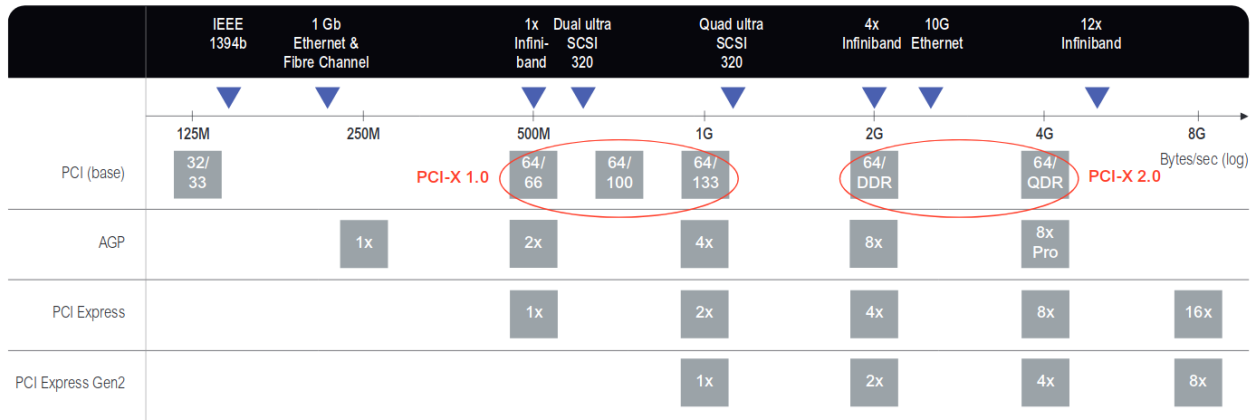 IEEE
1394b
1 Gb
Ethernet &
Fibre Channel
1x
Infini-
band
Dual ultra
SCSI
320
Quad ultra
SCSI
320
4x
Infiniband
10G
Ethernet
12x
Infiniband
125M
250M
500M
1G
2G
4G
8G
Bytes/sec (log)
PCI (base)
32/
33
PCI-X 1.0
64/
66
64/
100
64/
133
64/
DDR
64/
QDR
PCI-X 2.0
AGP
1x
2x
4x
8x
8x
Pro
PCI Express
1x
2x
4x
8x
16x
PCI Express Gen2
1x
2x
4x
8x